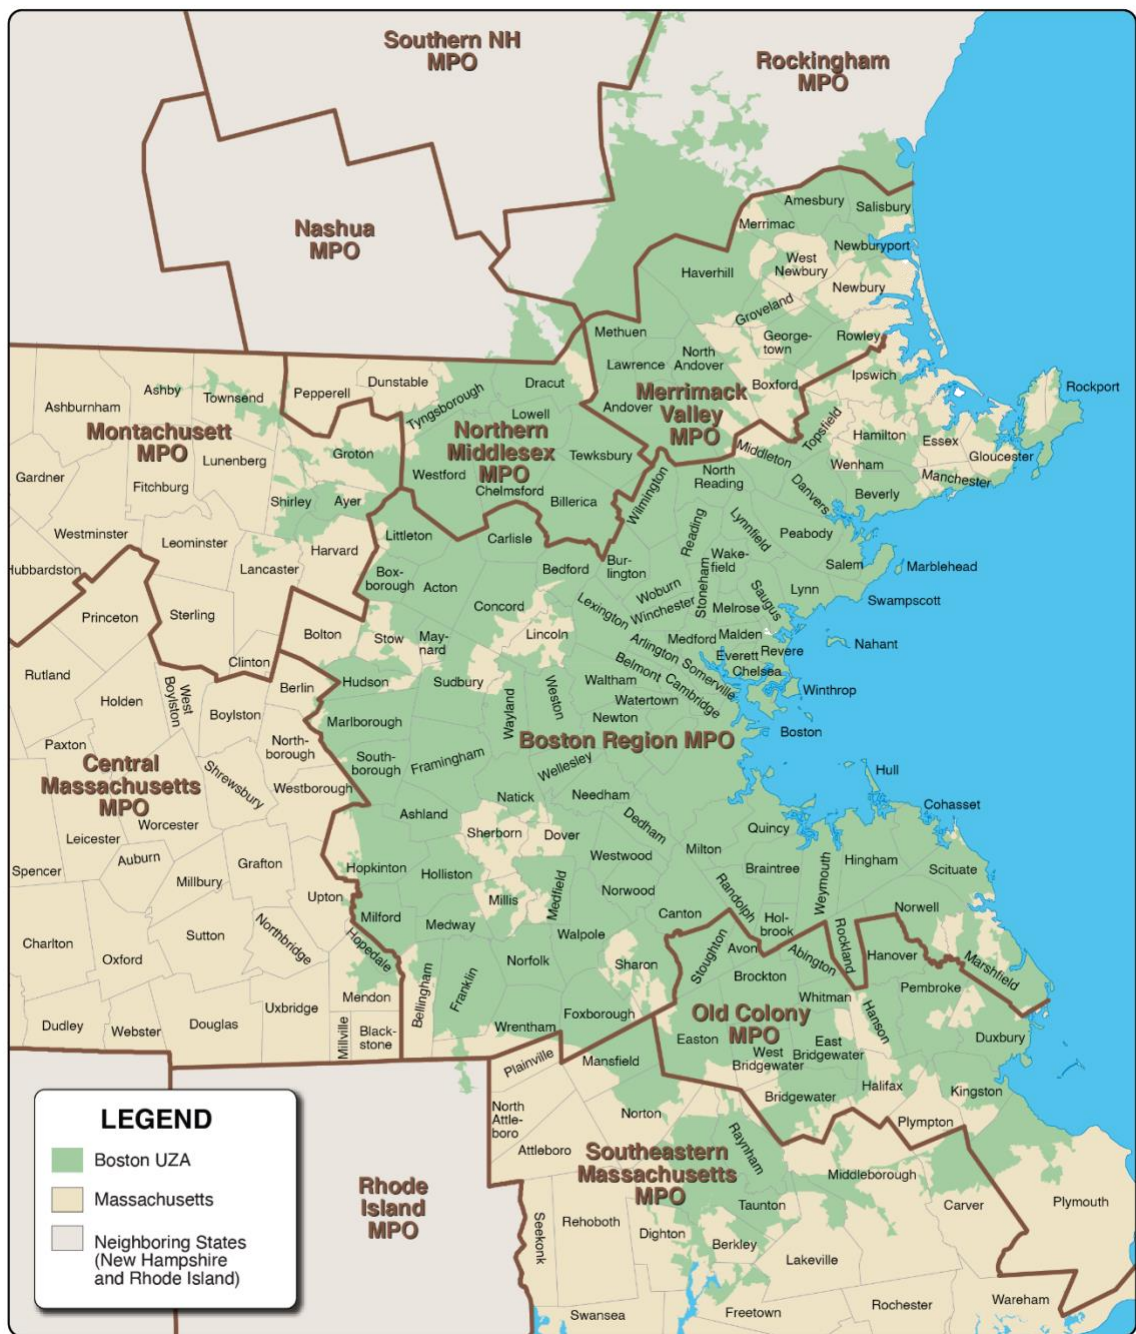 Southern NH
MPO
Rockingham
MPO
Nashua
MPO
Amesbury
Salisbury
Merrimac
Newburyport
West
Newbury
Haverhill
Newbury
Groveland
Methuen
George-
town
Rowley
Lawrence
North
Andover
Boxford
Ipswich
Merrimack
Valley
MPO
Andover
Rockport
Ashby
Townsend
Ashburnham
Pepperell
Dunstable
Tyngsborough
Dracut
Lowell
Montachusett
MPO
Northern
Middlesex
MPO
Lunenberg
Groton
Tewksbury
Westford
Chelmsford
Billerica
Gardner
Fitchburg
Shirley
Ayer
Westminster
Leominster
Harvard
Lancaster
Hubbardston
Littleton
Carlisle
Wilmington
North
Reading
Middleton
Topsfield
Hamilton
Essex
Gloucester
Wenham
Manchester
Danvers
Beverly
Reading
Lynnfield
Peabody
Box-
borough
Acton
Bedford
Bur-
lington
Wake-
field
Salem
Marblehead
Woburn
Stoneham
Saugus
Lynn
Swampscott
Concord
Lexington
Winchester
Melrose
Princeton
Sterling
Bolton
Stow
May-
nard
Lincoln
Medford
Malden
Nahant
Arlington
Somerville
Everett
Revere
Chelsea
Clinton
Rutland
Holden
West
Boylston
Boylston
Berlin
Hudson
Sudbury
Wayland
Weston
Waltham
Belmont
Cambridge
Watertown
Newton
Winthrop
Boston
Marlborough
Boston Region MPO
Paxton
North-
borough
South-
borough
Framingham
Wellesley
Central
Massachusetts
MPO
Shrewsbury
Westborough
Natick
Needham
Hull
Cohasset
Worcester
Leicester
Ashland
Sherborn
Dover
Dedham
Quincy
Auburn
Grafton
Westwood
Milton
Braintree
Weymouth
Hingham
Scituate
Spencer
Millbury
Upton
Hopkinton
Holliston
Millis
Medfield
Norwood
Randolph
Norwell
Charlton
Oxford
Sutton
Northbridge
Milford
Hopedale
Medway
Walpole
Canton
Hol-
brook
Rockland
Hanover
Marshfield
Norfolk
Sharon
Stoughton
Avon
Abington
Brockton
Pembroke
Mendon
Bellingham
Franklin
Whitman
Hanson
Dudley
Webster
Douglas
Uxbridge
Millville
Black-
stone
Wrentham
Foxborough
Old Colony
MPO
Easton
West
Bridgewater
East
Bridgewater
Duxbury
Plainville
Mansfield
Halifax
Kingston
Bridgewater
North
Attle-
boro
Norton
Plympton
Attleboro
Raynham
Southeastern
Massachusetts
MPO
Middleborough
Rhode
Island
MPO
Taunton
Carver
Plymouth
Seekonk
Rehoboth
Dighton
Berkley
Lakeville
Wareham
Swansea
Freetown
Rochester
LEGEND
Boston UZA
Massachusetts
Neighboring States
(New Hampshire
and Rhode Island)